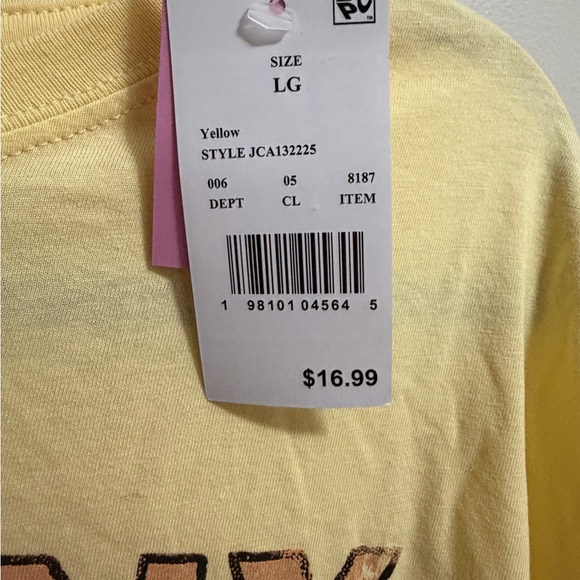 SIZE
LG
Yellow
STYLE JCA132225
006 05 8187
DEPT CL ITEM
1 98101 04564 5
$16.99